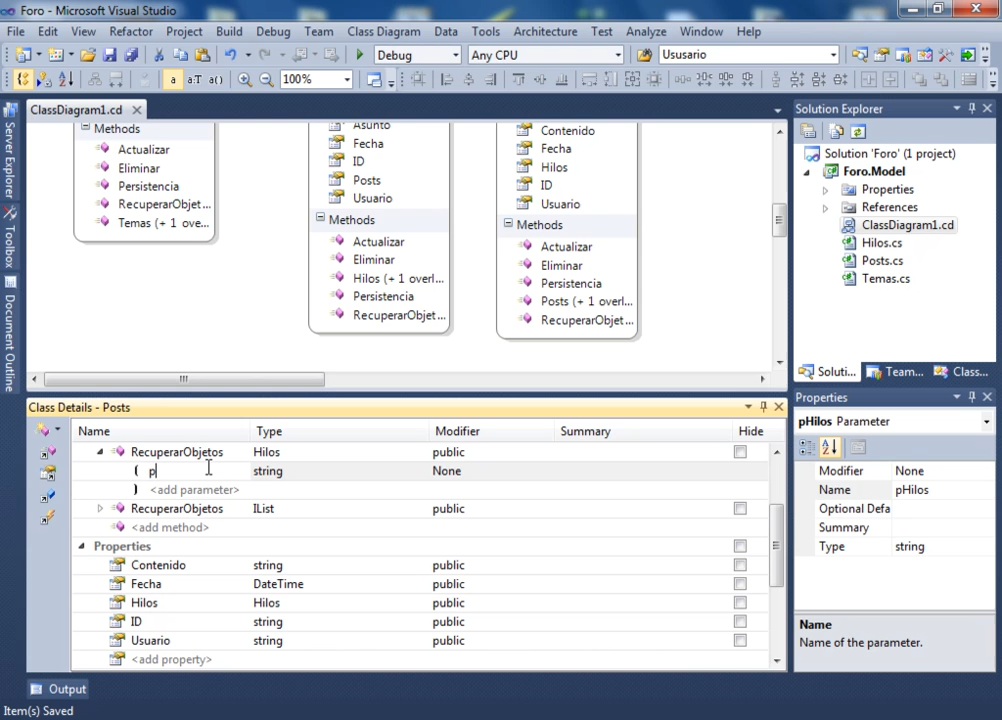 Foro - Microsoft Visual Studio
File Edit View Refactor Project Build Debug Team Class Diagram Data Tools Architecture Test Analyze Window Help
Debug Any CPU Ususario
a a:T a() 100%
ClassDiagram1.cd
Server Explorer
Toolbox
Document Outline
Methods
Actualizar
Eliminar
Persistencia
RecuperarObjet...
Temas (+ 1 ove...
Asunto
Fecha
ID
Posts
Usuario
Methods
Actualizar
Eliminar
Hilos (+ 1 overl...
Persistencia
RecuperarObjet...
Contenido
Fecha
Hilos
ID
Usuario
Methods
Actualizar
Eliminar
Persistencia
Posts (+ 1 overl...
RecuperarObjet...
Solution Explorer
Solution 'Foro' (1 project)
Foro.Model
Properties
References
ClassDiagram1.cd
Hilos.cs
Posts.cs
Temas.cs
Soluti... Team... Class...
Class Details - Posts
Name Type Modifier Summary Hide
RecuperarObjetos Hilos public
( p string None
) <add parameter>
RecuperarObjetos IList public
<add method>
Properties
Contenido string public
Fecha DateTime public
Hilos Hilos public
ID string public
Usuario string public
<add property>
Properties
pHilos Parameter
Modifier None
Name pHilos
Optional Defa
Summary
Type string
Name
Name of the parameter.
Output
Item(s) Saved